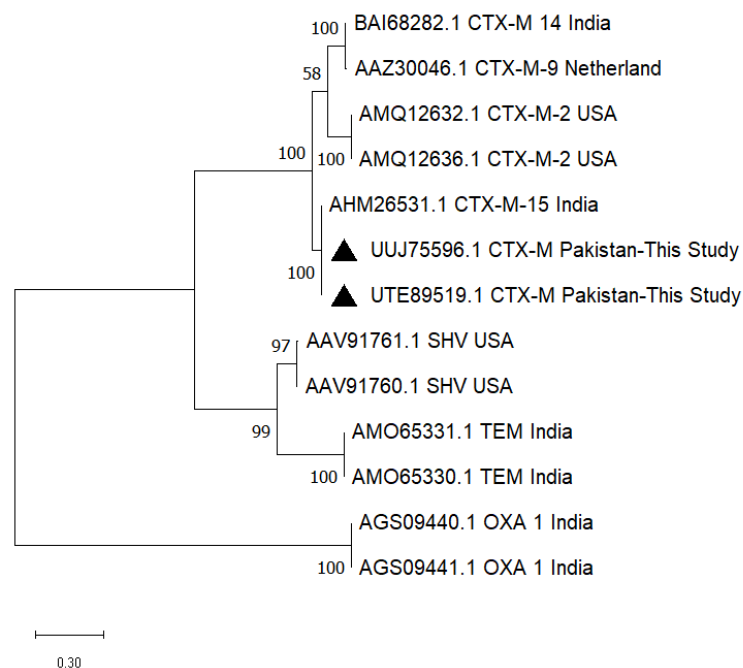 100
BAI68282.1 CTX-M 14 India
AAZ30046.1 CTX-M-9 Netherland
58
AMQ12632.1 CTX-M-2 USA
100
100
AMQ12636.1 CTX-M-2 USA
AHM26531.1 CTX-M-15 India
UUJ75596.1 CTX-M Pakistan-This Study
100
UTE89519.1 CTX-M Pakistan-This Study
97
AAV91761.1 SHV USA
AAV91760.1 SHV USA
99
AMO65331.1 TEM India
100
AMO65330.1 TEM India
AGS09440.1 OXA 1 India
100
AGS09441.1 OXA 1 India
0.30